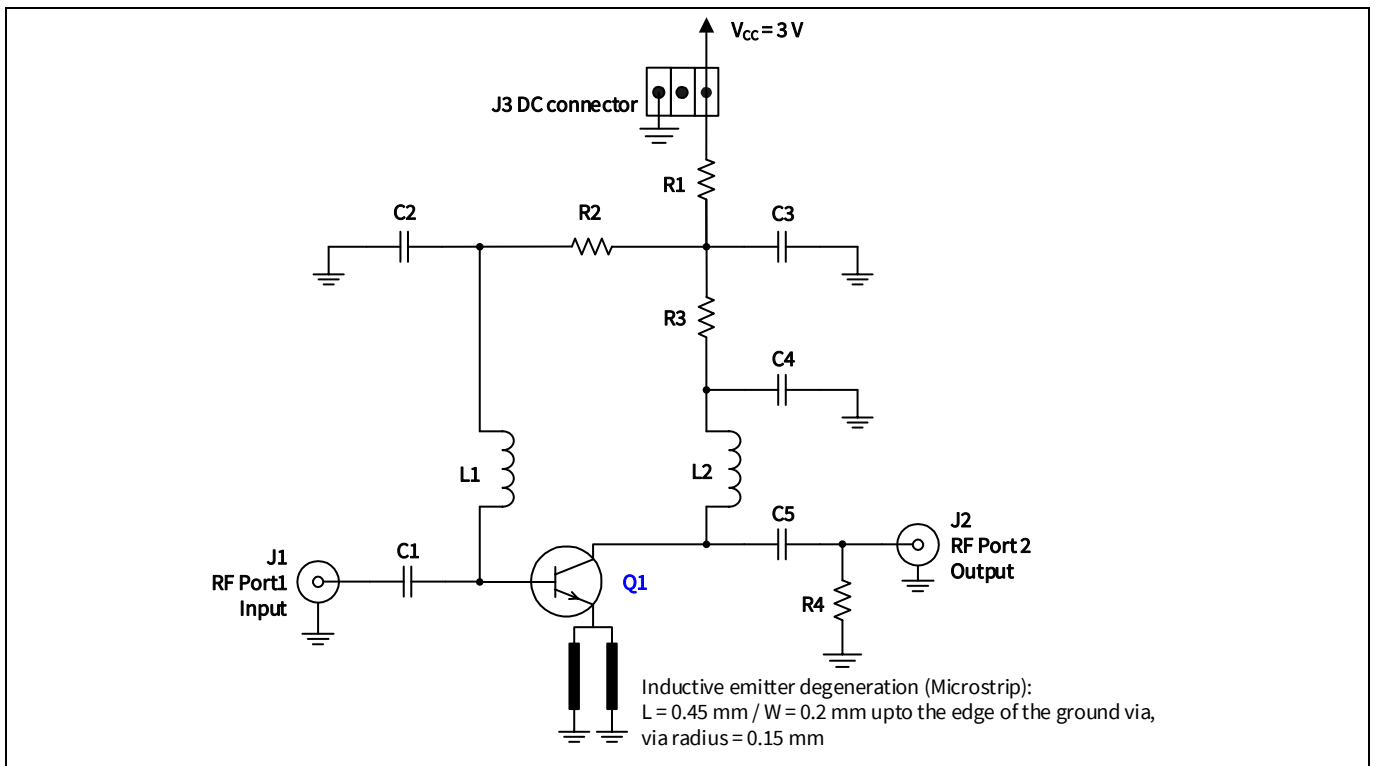 VCC = 3 V
J3 DC connector
R1
C2
R2
C3
R3
C4
L1
L2
C5
J2
RF Port 2
Output
J1
RF Port1
Input
C1
Q1
R4
Inductive emitter degeneration (Microstrip):
L = 0.45 mm / W = 0.2 mm upto the edge of the ground via,
via radius = 0.15 mm